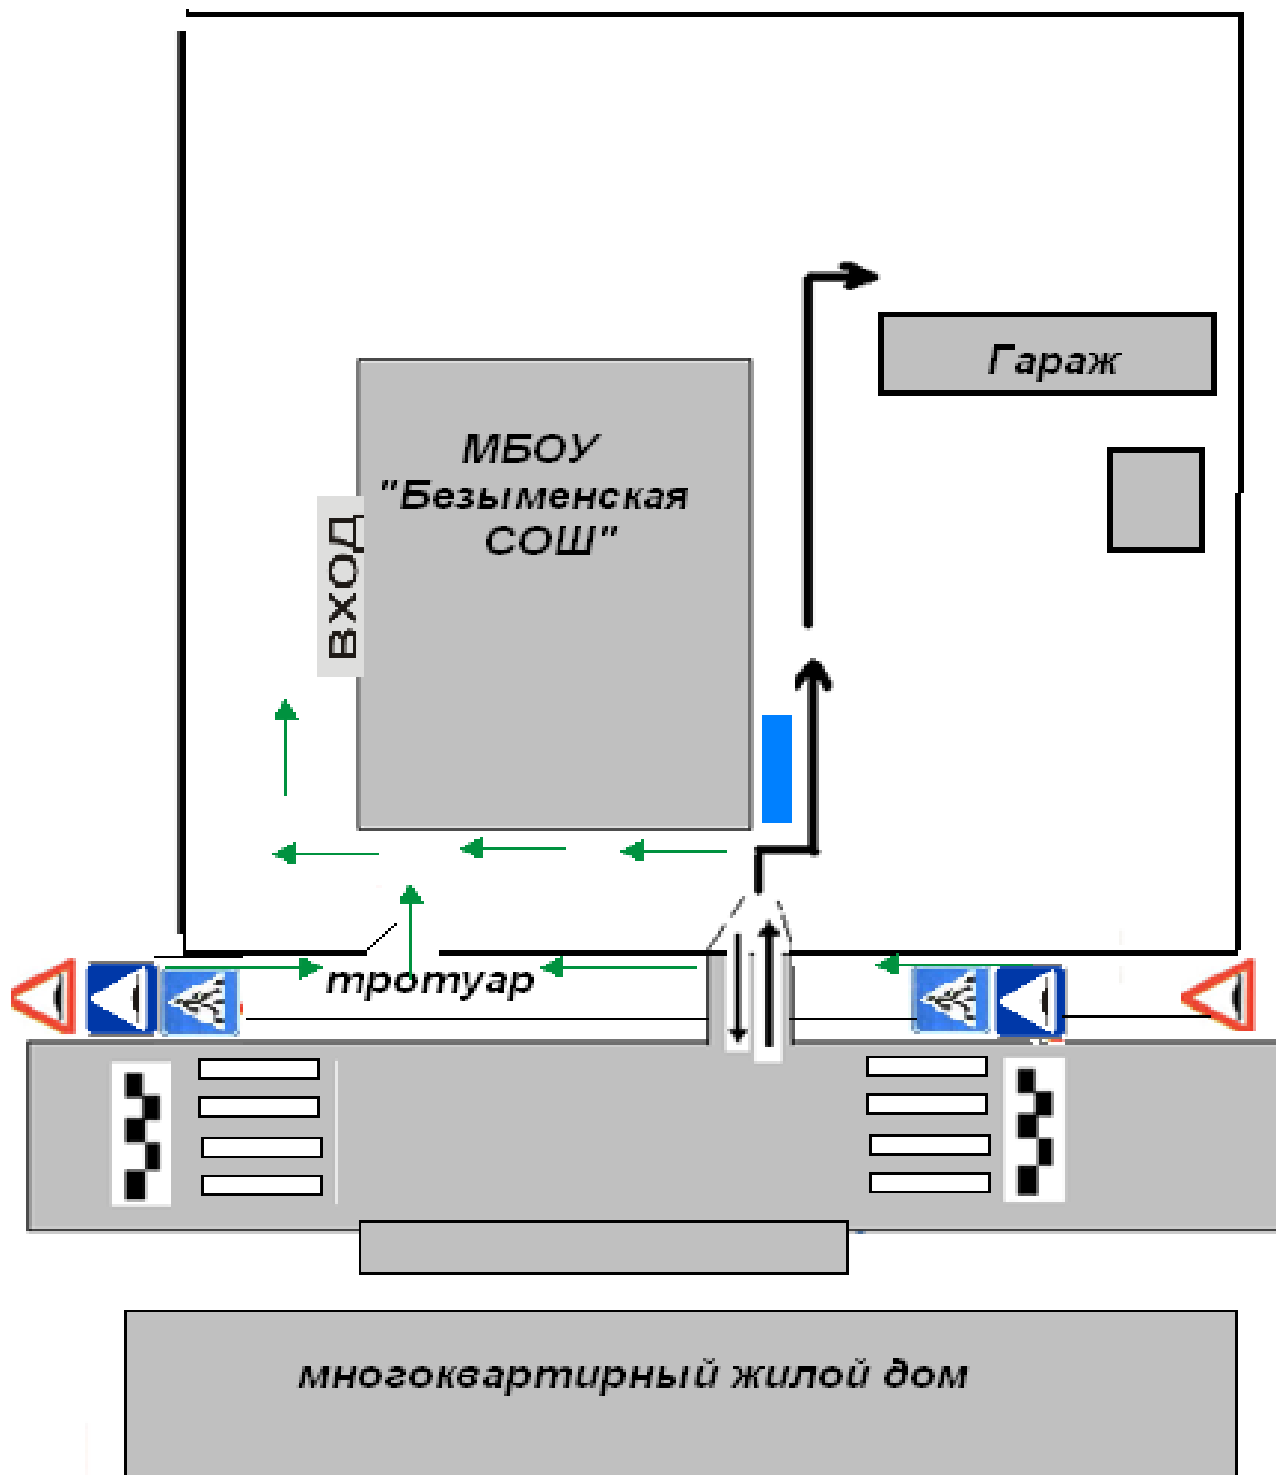 Гараж
МБОУ
"Безыменская
СОШ"
ВХОД
тротуар
многоквартирный жилой дом